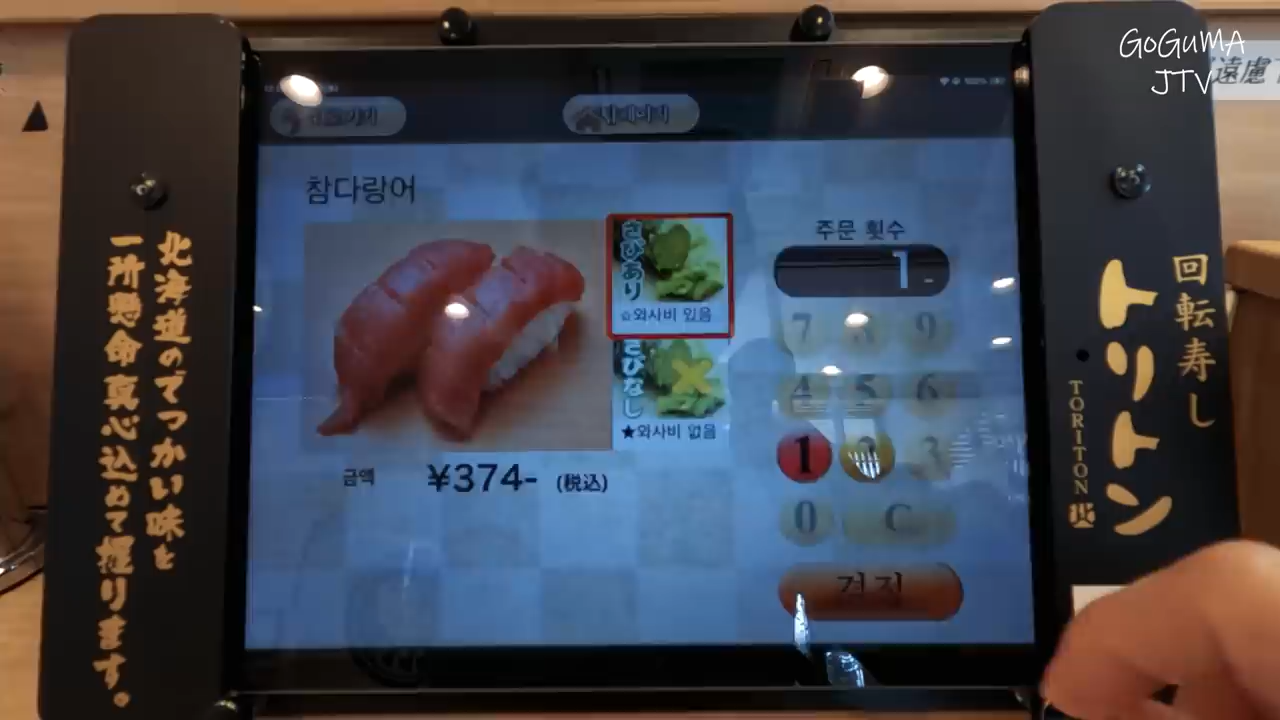 GoGuMA
JTV
遠慮
참다랑어
さびあり
☆와사비 있음
さびなし
★와사비 없음
금액 ¥374- (税込)
주문 횟수
1
7 8 9
4 5 6
1 2 3
0 C
결정
北海道のでっかい味を
一所懸命真心込めて握ります。
回転寿し
トリトン
TORITON